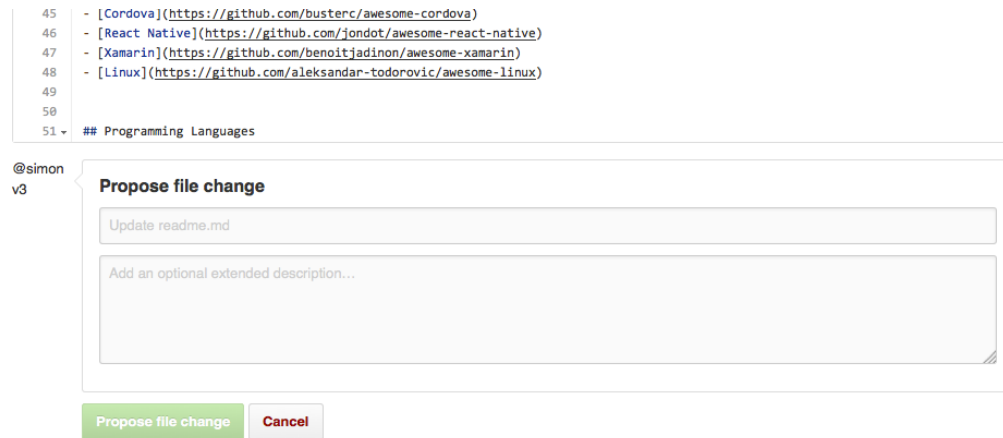 45 - [Cordova](https://github.com/busterc/awesome-cordova)
46 - [React Native](https://github.com/jondot/awesome-react-native)
47 - [Xamarin](https://github.com/benoitjadinon/awesome-xamarin)
48 - [Linux](https://github.com/aleksandar-todorovic/awesome-linux)
49
50
51 ## Programming Languages
@simon
v3
Propose file change
Update readme.md
Add an optional extended description…
Propose file change Cancel